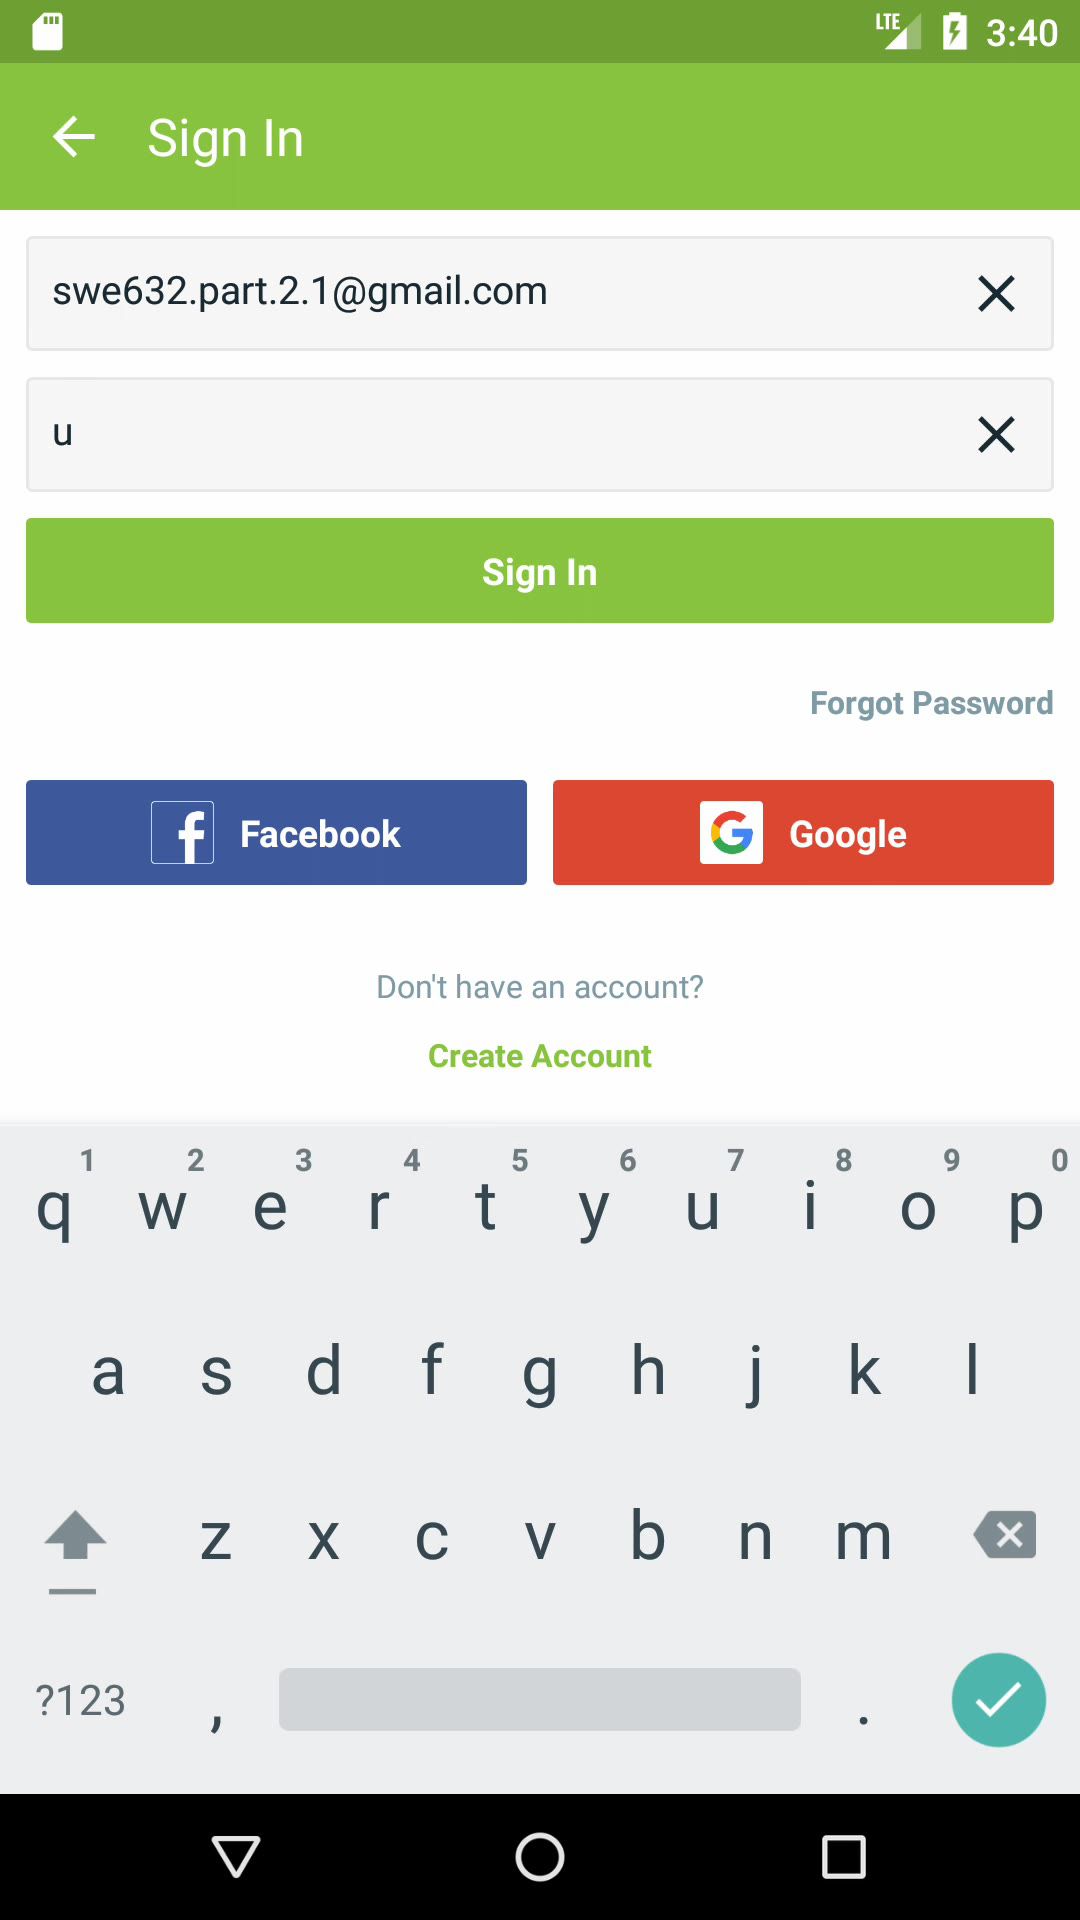 LTE 3:40
Sign In
swe632.part.2.1@gmail.com
u
Sign In
Forgot Password
Facebook Google
Don't have an account?
Create Account
1 2 3 4 5 6 7 8 9 0
q w e r t y u i o p
a s d f g h j k l
z x c v b n m
?123 , .